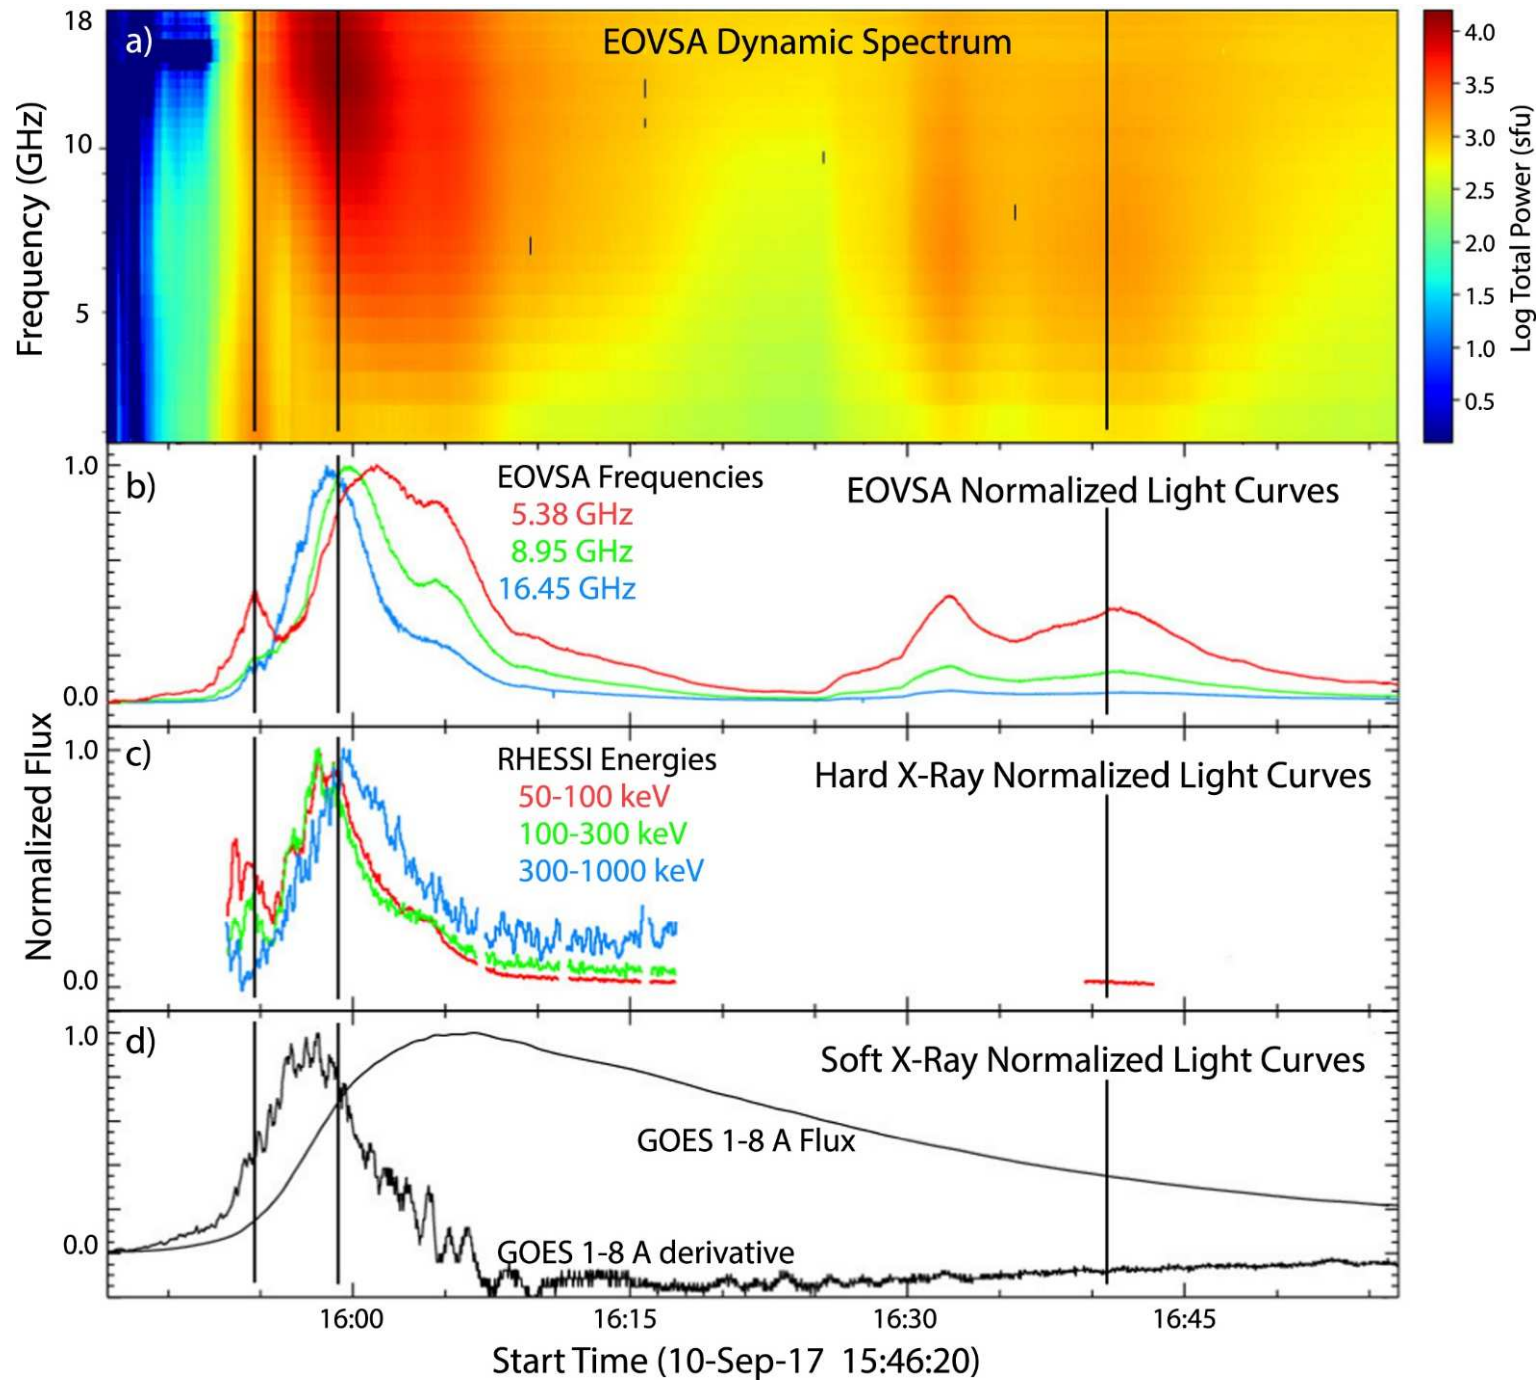 a)
EOVSA Dynamic Spectrum
18
10
5
Frequency (GHz)
4.0
3.5
3.0
2.5
2.0
1.5
1.0
0.5
Log Total Power (sfu)
b)
EOVSA Frequencies
5.38 GHz
8.95 GHz
16.45 GHz
EOVSA Normalized Light Curves
1.0
0.0
Normalized Flux
c)
RHESSI Energies
50-100 keV
100-300 keV
300-1000 keV
Hard X-Ray Normalized Light Curves
1.0
0.0
d)
Soft X-Ray Normalized Light Curves
GOES 1-8 A Flux
GOES 1-8 A derivative
1.0
0.0
16:00
16:15
16:30
16:45
Start Time (10-Sep-17 15:46:20)